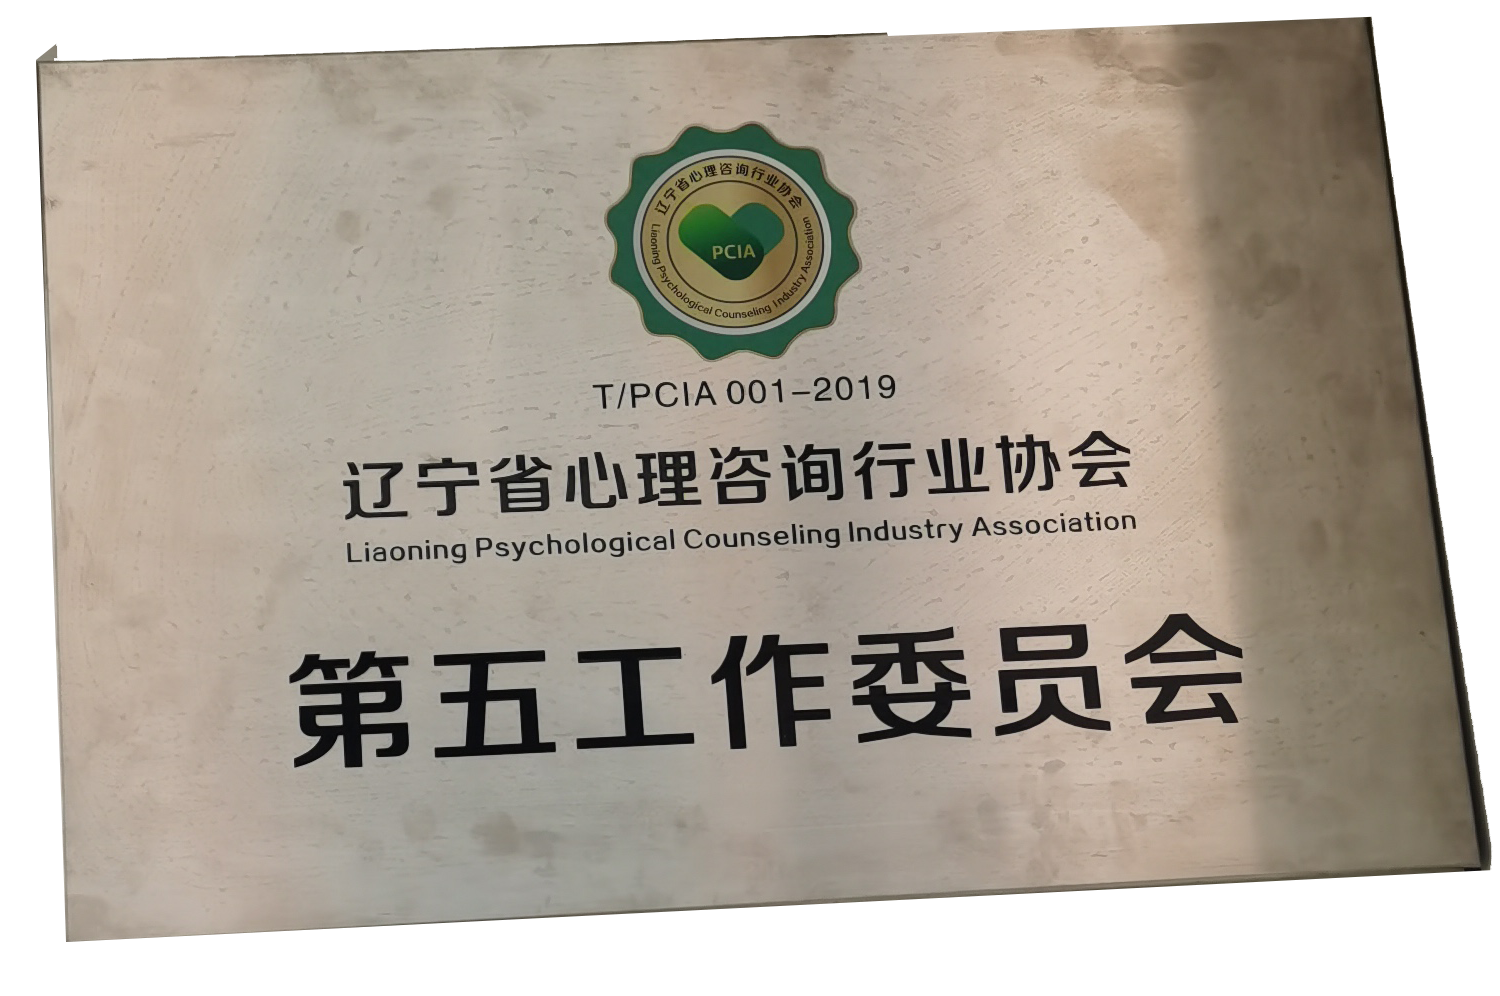 辽宁省心理咨询行业协会
Liaoning Psychological Counseling Industry Association
PCIA
T/PCIA 001-2019
辽宁省心理咨询行业协会
Liaoning Psychological Counseling Industry Association
第五工作委员会